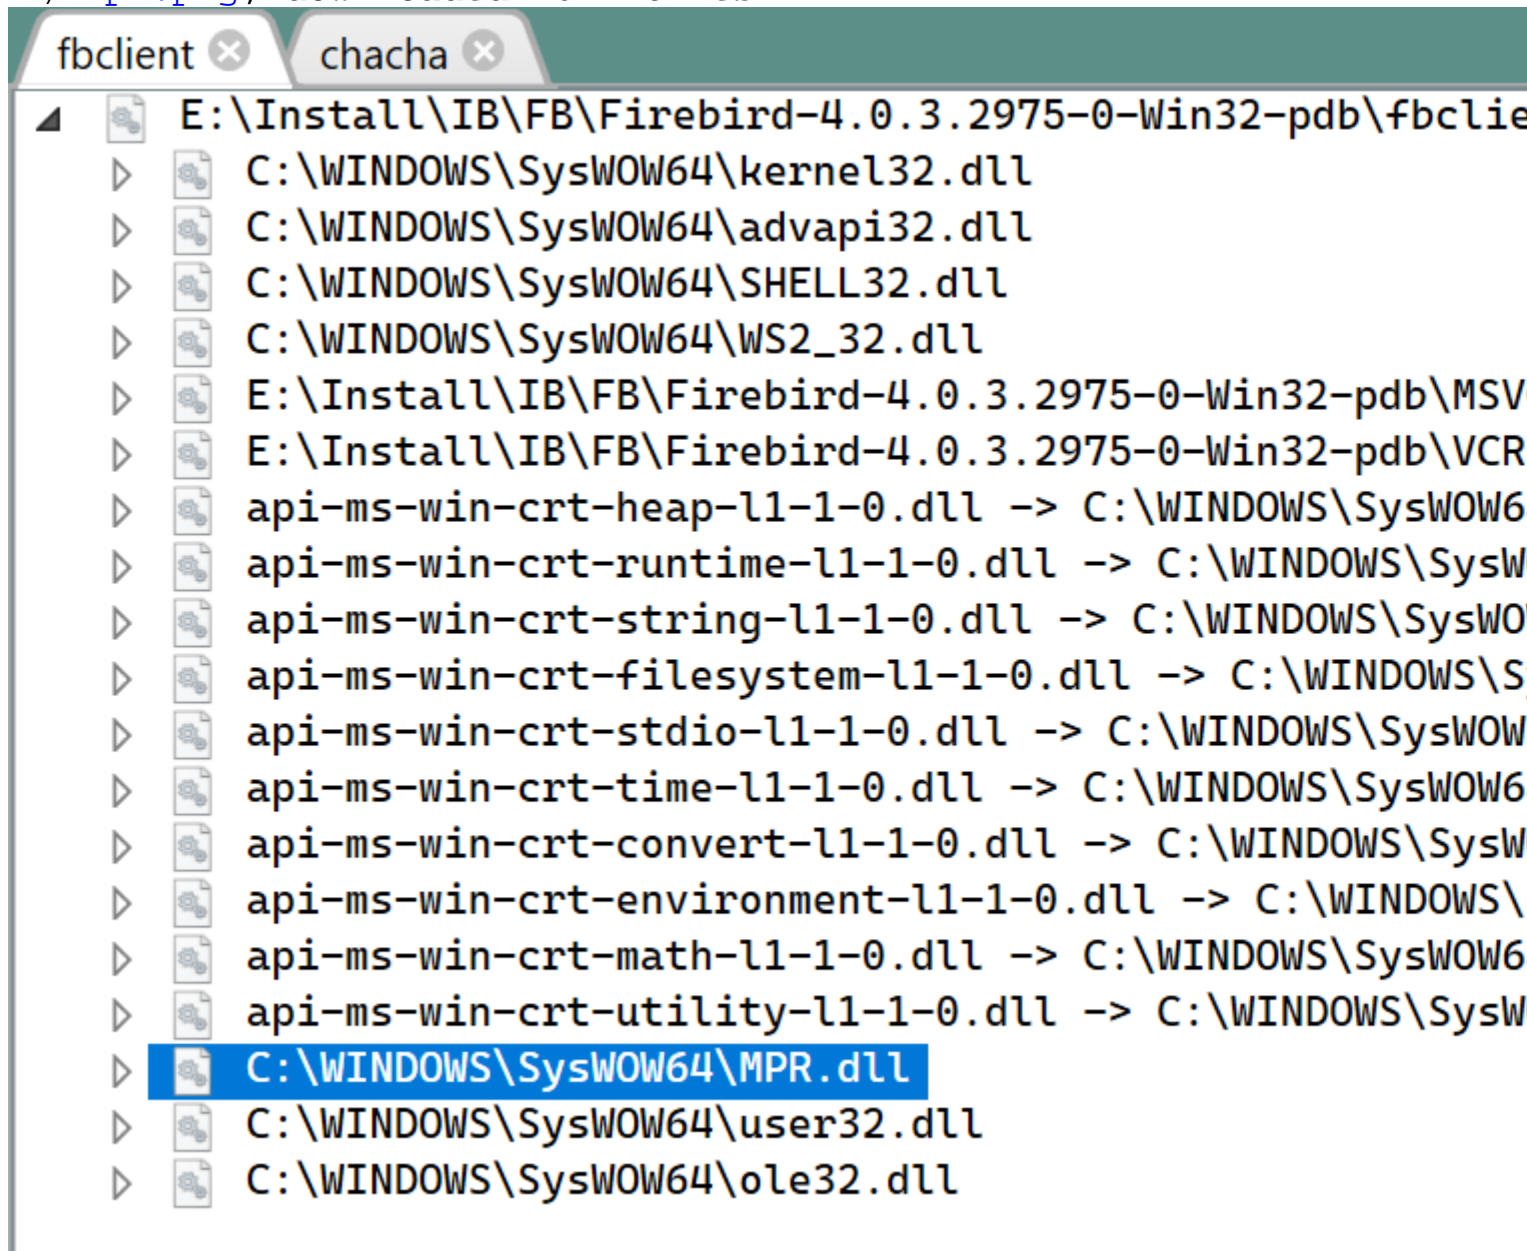 fbclient chacha
E:\Install\IB\FB\Firebird-4.0.3.2975-0-Win32-pdb\fbclie
C:\WINDOWS\SysWOW64\kernel32.dll
C:\WINDOWS\SysWOW64\advapi32.dll
C:\WINDOWS\SysWOW64\SHELL32.dll
C:\WINDOWS\SysWOW64\WS2_32.dll
E:\Install\IB\FB\Firebird-4.0.3.2975-0-Win32-pdb\MSV
E:\Install\IB\FB\Firebird-4.0.3.2975-0-Win32-pdb\VCR
api-ms-win-crt-heap-l1-1-0.dll -> C:\WINDOWS\SysWOW6
api-ms-win-crt-runtime-l1-1-0.dll -> C:\WINDOWS\SysW
api-ms-win-crt-string-l1-1-0.dll -> C:\WINDOWS\SysWO
api-ms-win-crt-filesystem-l1-1-0.dll -> C:\WINDOWS\S
api-ms-win-crt-stdio-l1-1-0.dll -> C:\WINDOWS\SysWOW
api-ms-win-crt-time-l1-1-0.dll -> C:\WINDOWS\SysWOW6
api-ms-win-crt-convert-l1-1-0.dll -> C:\WINDOWS\SysW
api-ms-win-crt-environment-l1-1-0.dll -> C:\WINDOWS\
api-ms-win-crt-math-l1-1-0.dll -> C:\WINDOWS\SysWOW6
api-ms-win-crt-utility-l1-1-0.dll -> C:\WINDOWS\SysW
C:\WINDOWS\SysWOW64\MPR.dll
C:\WINDOWS\SysWOW64\user32.dll
C:\WINDOWS\SysWOW64\ole32.dll